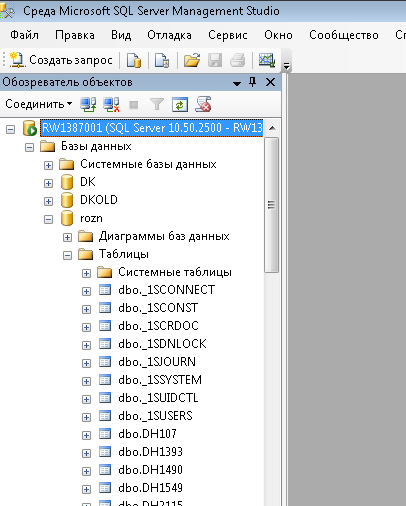 Среда Microsoft SQL Server Management Studio
Файл Правка Вид Отладка Сервис Окно Сообщество
Создать запрос
Обозреватель объектов
Соединить
RW1387001 (SQL Server 10.50.2500 - RW13
Базы данных
Системные базы данных
DK
DKOLD
rozn
Диаграммы баз данных
Таблицы
Системные таблицы
dbo._1SCONNECT
dbo._1SCONST
dbo._1SCRDOC
dbo._1SDNLOCK
dbo._1SJOURN
dbo._1SSYSTEM
dbo._1SUIDCTL
dbo._1SUSERS
dbo.DH107
dbo.DH1393
dbo.DH1490
dbo.DH1549
dbo.DH2115